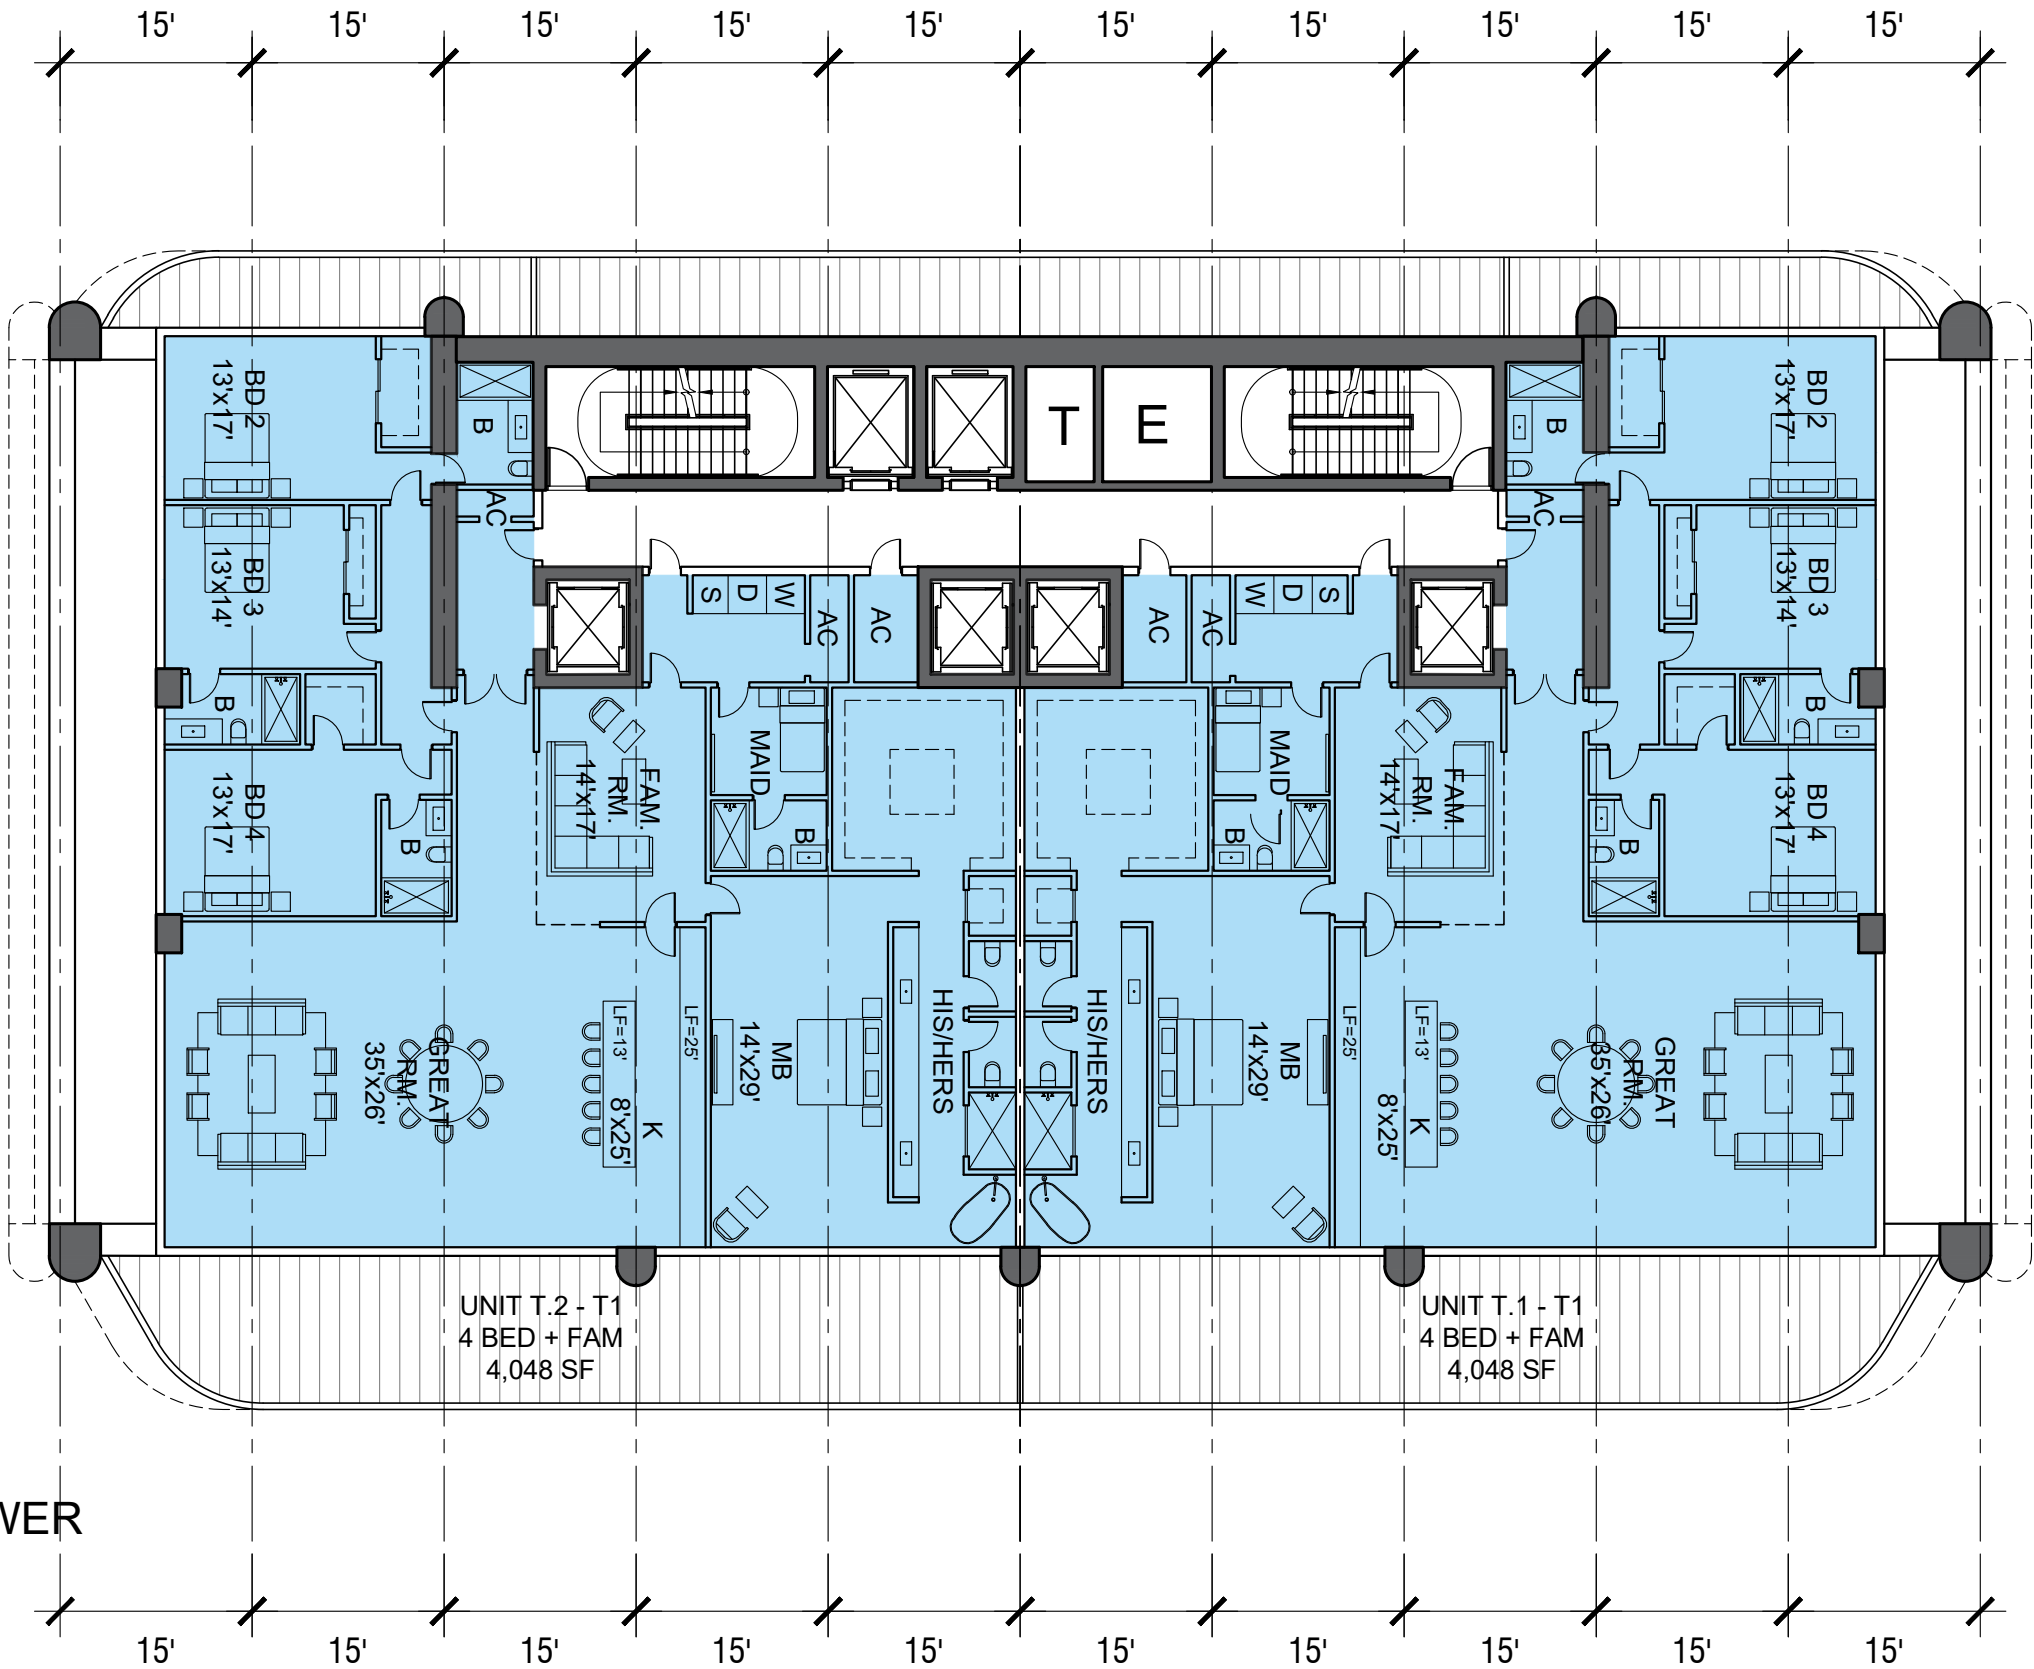 15' 15' 15' 15' 15' 15' 15' 15' 15' 15'
BD 2
13'x17'
B
AC
BD 3
13'x14'
B
BD 4
13'x17'
B
FAM.
RM.
14'x17'
S D W
AC
AC
MAID
B
GREAT
RM.
35'x26'
LF=13'
LF=25'
K
8'x25'
MB
14'x29'
HIS/HERS
T
E
HIS/HERS
MB
14'x29'
LF=25'
LF=13'
K
8'x25'
GREAT
RM.
35'x26'
AC
AC
W D S
MAID
B
FAM.
RM.
14'x17'
B
AC
BD 2
13'x17'
BD 3
13'x14'
B
BD 4
13'x17'
B
UNIT T.2 - T1
4 BED + FAM
4,048 SF
UNIT T.1 - T1
4 BED + FAM
4,048 SF
WER
15' 15' 15' 15' 15' 15' 15' 15' 15' 15'